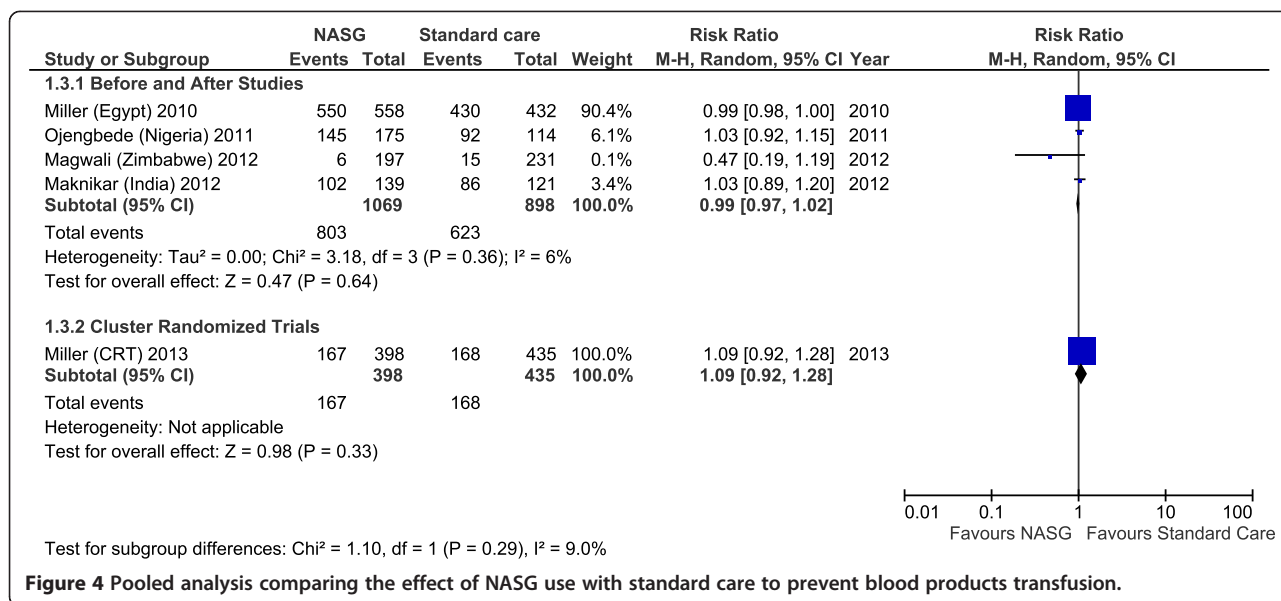 NASG Standard care Risk Ratio Risk Ratio
Study or Subgroup Events Total Events Total Weight M-H, Random, 95% CI Year M-H, Random, 95% CI
1.3.1 Before and After Studies
Miller (Egypt) 2010 550 558 430 432 90.4% 0.99 [0.98, 1.00] 2010
Ojengbede (Nigeria) 2011 145 175 92 114 6.1% 1.03 [0.92, 1.15] 2011
Magwali (Zimbabwe) 2012 6 197 15 231 0.1% 0.47 [0.19, 1.19] 2012
Maknikar (India) 2012 102 139 86 121 3.4% 1.03 [0.89, 1.20] 2012
Subtotal (95% CI) 1069 898 100.0% 0.99 [0.97, 1.02]
Total events 803 623
Heterogeneity: Tau² = 0.00; Chi² = 3.18, df = 3 (P = 0.36); I² = 6%
Test for overall effect: Z = 0.47 (P = 0.64)
1.3.2 Cluster Randomized Trials
Miller (CRT) 2013 167 398 168 435 100.0% 1.09 [0.92, 1.28] 2013
Subtotal (95% CI) 398 435 100.0% 1.09 [0.92, 1.28]
Total events 167 168
Heterogeneity: Not applicable
Test for overall effect: Z = 0.98 (P = 0.33)
0.01 0.1 1 10 100
Favours NASG Favours Standard Care
Test for subgroup differences: Chi² = 1.10, df = 1 (P = 0.29), I² = 9.0%
Figure 4 Pooled analysis comparing the effect of NASG use with standard care to prevent blood products transfusion.